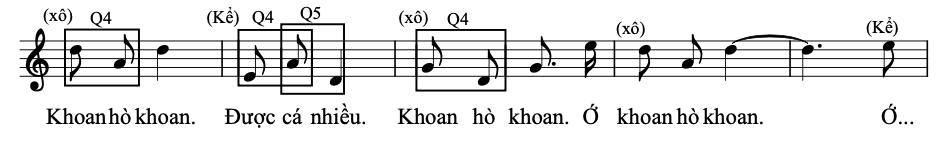 (xô) Q4 (Kể) Q4 Q5 (xô) Q4 (xô) (Kể)
Khoan hò khoan. Được cá nhiều. Khoan hò khoan. Ớ khoan hò khoan. Ớ...